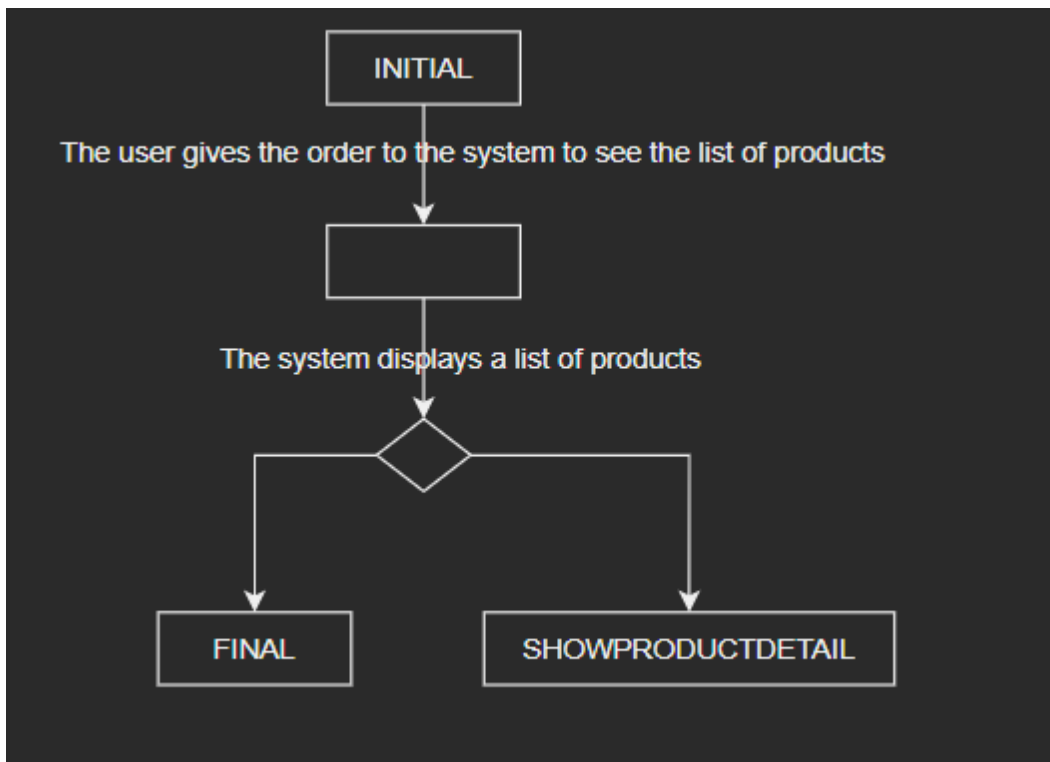 INITIAL
The user gives the order to the system to see the list of products
The system displays a list of products
FINAL
SHOWPRODUCTDETAIL